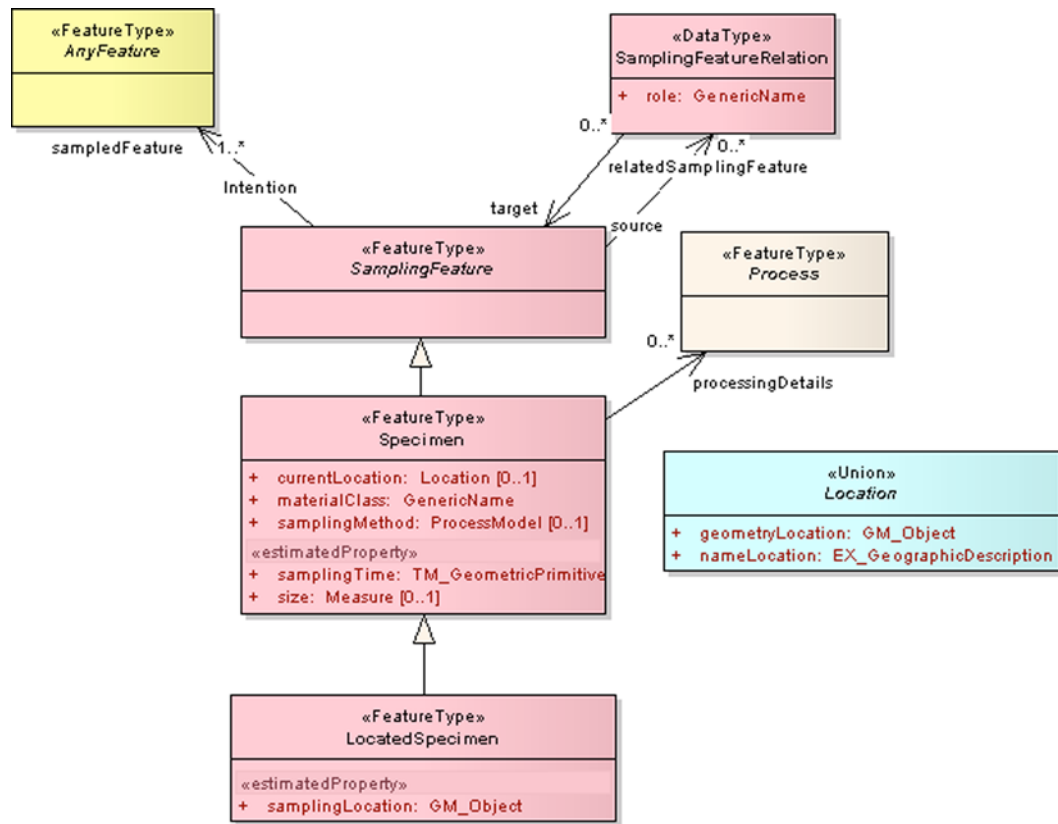 «FeatureType»
AnyFeature
«DataType»
SamplingFeatureRelation
+ role: GenericName
sampledFeature
1..*
Intention
0..*
0..*
relatedSamplingFeature
target
source
«FeatureType»
SamplingFeature
«FeatureType»
Process
0..*
processingDetails
«FeatureType»
Specimen
+ currentLocation: Location [0..1]
+ materialClass: GenericName
+ samplingMethod: ProcessModel [0..1]
«estimatedProperty»
+ samplingTime: TM_GeometricPrimitive
+ size: Measure [0..1]
«Union»
Location
+ geometryLocation: GM_Object
+ nameLocation: EX_GeographicDescription
«FeatureType»
LocatedSpecimen
«estimatedProperty»
+ samplingLocation: GM_Object